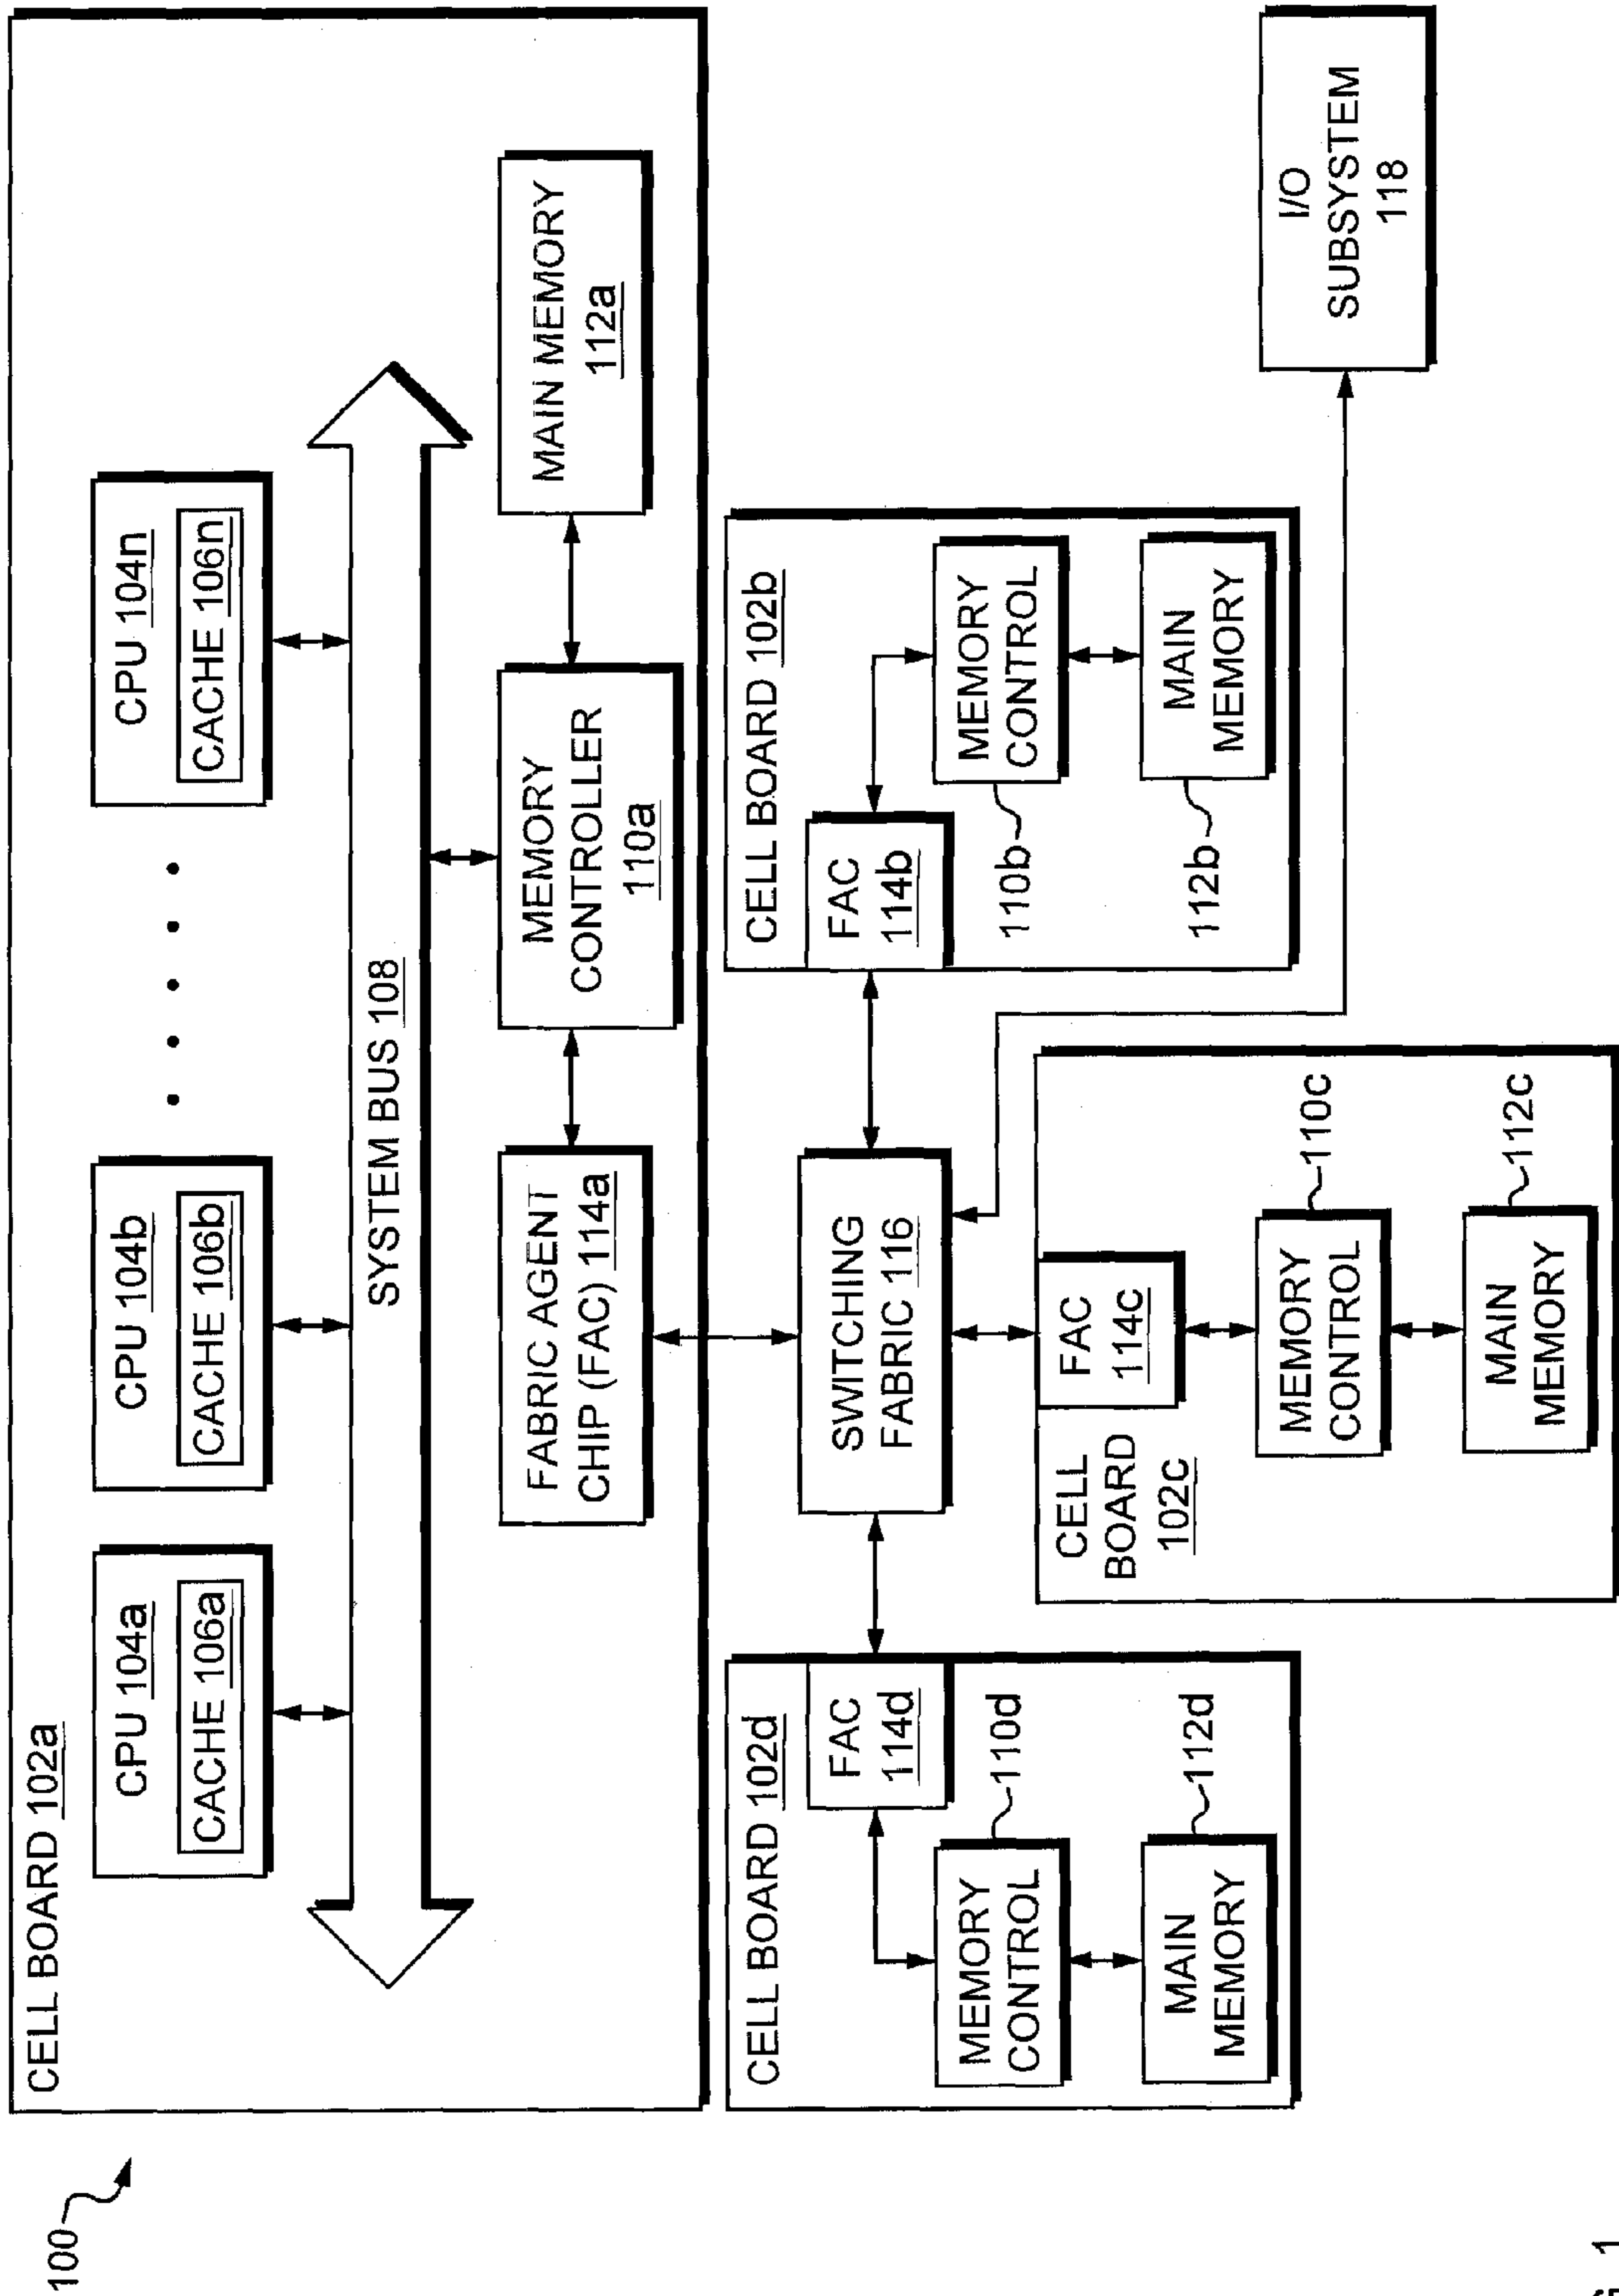 100
CELL BOARD 102a
CPU 104a
CACHE 106a
CPU 104b
CACHE 106b
CPU 104n
CACHE 106n
SYSTEM BUS 108
FABRIC AGENT
CHIP (FAC) 114a
MEMORY
CONTROLLER
110a
MAIN MEMORY
112a
CELL BOARD 102d
FAC
114d
MEMORY
CONTROL
110d
MAIN
MEMORY
112d
SWITCHING
FABRIC 116
CELL BOARD 102b
FAC
114b
MEMORY
CONTROL
110b
MAIN
MEMORY
112b
CELL
BOARD
102c
FAC
114c
MEMORY
CONTROL
110c
MAIN
MEMORY
112c
I/O
SUBSYSTEM
118